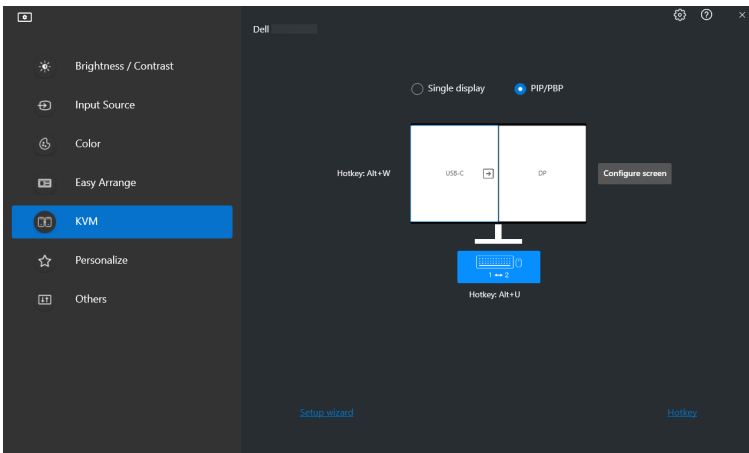 Dell
Brightness / Contrast
Input Source
Color
Easy Arrange
KVM
Personalize
Others
Single display
PIP/PBP
Hotkey: Alt+W
USB-C
DP
Configure screen
1 ↔ 2
Hotkey: Alt+U
Setup wizard
Hotkey